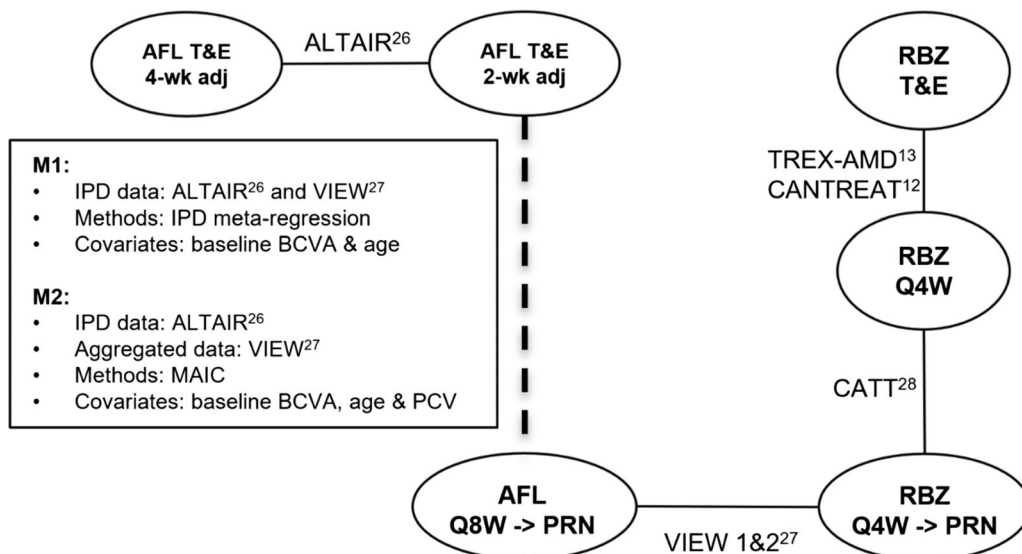 AFL T&E
4-wk adj
ALTAIR26
AFL T&E
2-wk adj
RBZ
T&E
M1:
• IPD data: ALTAIR26 and VIEW27
• Methods: IPD meta-regression
• Covariates: baseline BCVA & age
M2:
• IPD data: ALTAIR26
• Aggregated data: VIEW27
• Methods: MAIC
• Covariates: baseline BCVA, age & PCV
TREX-AMD13
CANTREAT12
RBZ
Q4W
CATT28
AFL
Q8W -> PRN
VIEW 1&227
RBZ
Q4W -> PRN